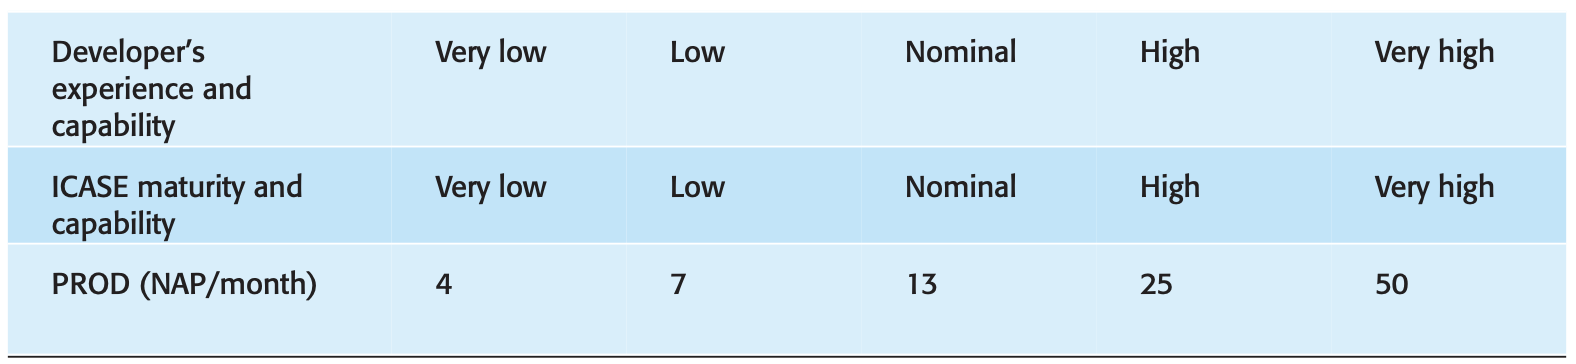 Developer’s experience and capability Very low Low Nominal High Very high
ICASE maturity and capability Very low Low Nominal High Very high
PROD (NAP/month) 4 7 13 25 50